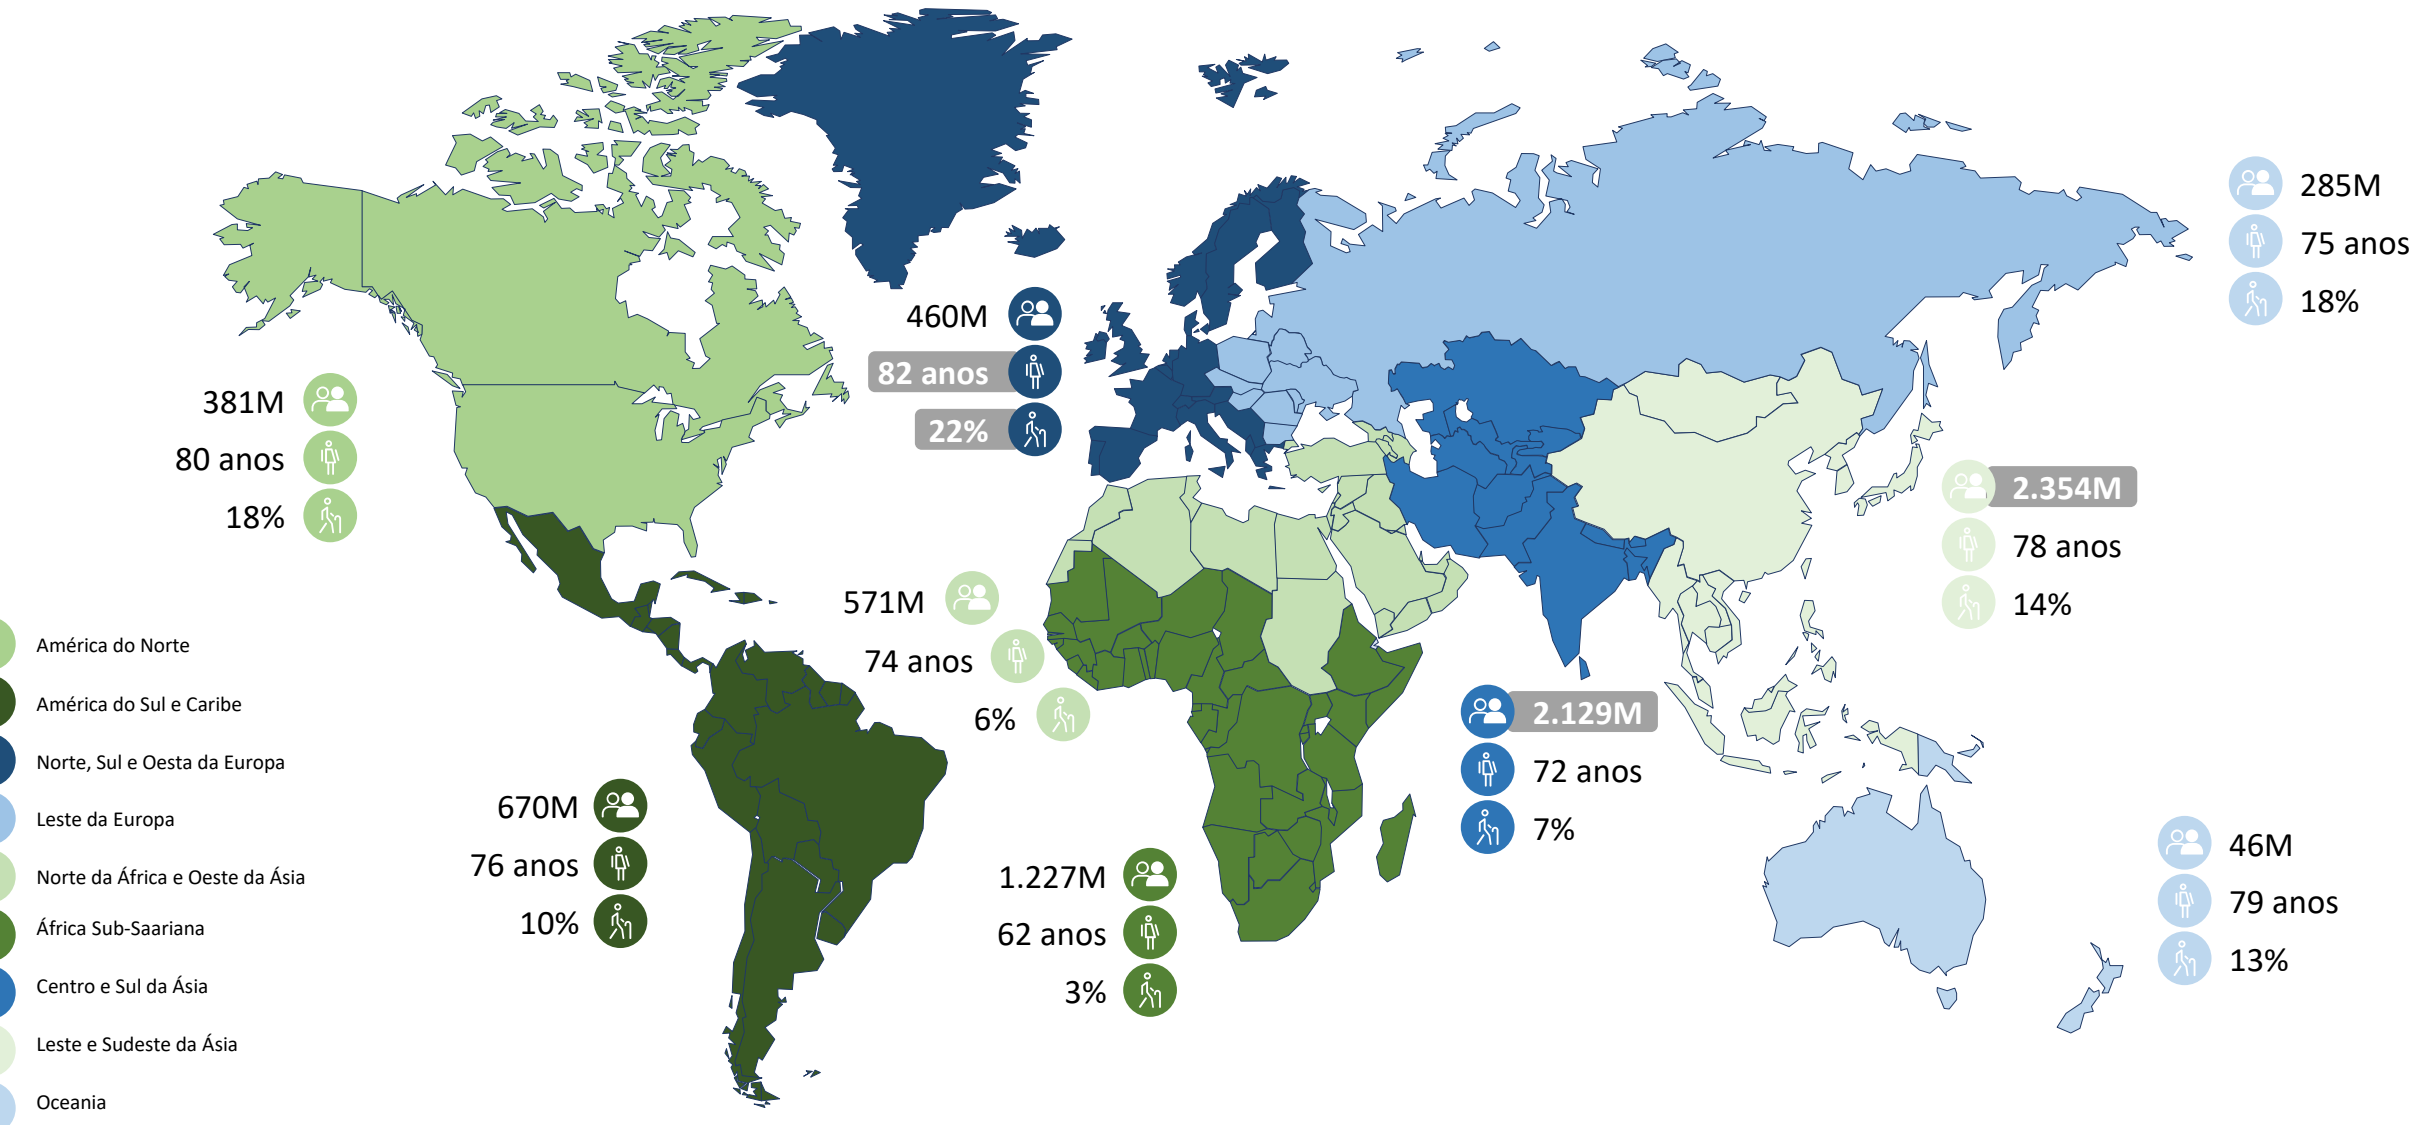 285M
75 anos
18%
460M
82 anos
22%
381M
80 anos
18%
2.354M
78 anos
14%
571M
74 anos
6%
2.129M
72 anos
7%
670M
76 anos
10%
1.227M
62 anos
3%
46M
79 anos
13%
América do Norte
América do Sul e Caribe
Norte, Sul e Oesta da Europa
Leste da Europa
Norte da África e Oeste da Ásia
África Sub-Saariana
Centro e Sul da Ásia
Leste e Sudeste da Ásia
Oceania